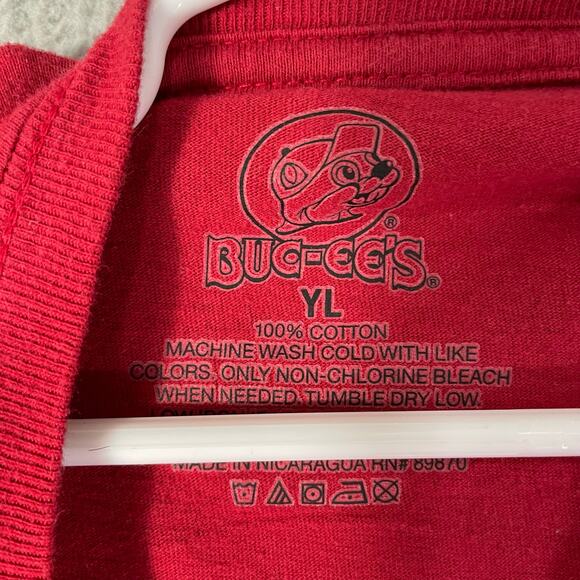 BUC-EE'S®
YL
100% COTTON
MACHINE WASH COLD WITH LIKE
COLORS. ONLY NON-CHLORINE BLEACH
WHEN NEEDED. TUMBLE DRY LOW.
MADE IN NICARAGUA RN# 89870